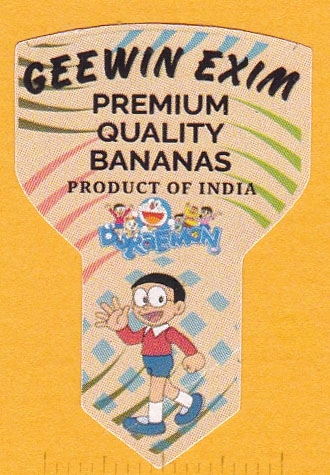 GEEWIN EXIM
PREMIUM
QUALITY
BANANAS
PRODUCT OF INDIA
DORAEMON